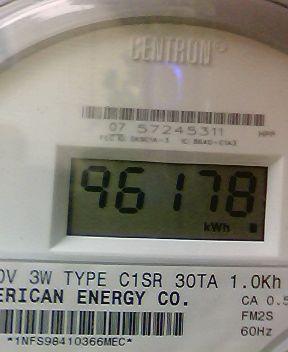 CENTRON®
07 57245311 HPP
96178
kWh
0V 3W TYPE C1SR 30TA 1.0Kh
ERICAN ENERGY CO. CA 0.5
FM2S
*1NFS98410366MEC* 60Hz